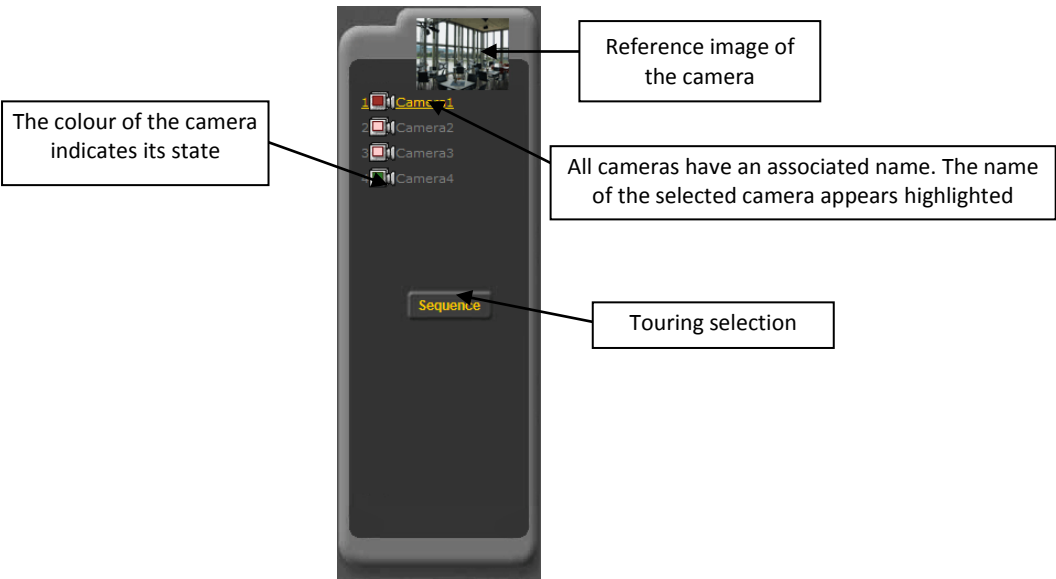 Reference image of
the camera
The colour of the camera
indicates its state
1 Camera1
2 Camera2
3 Camera3
Camera4
All cameras have an associated name. The name
of the selected camera appears highlighted
Sequence
Touring selection